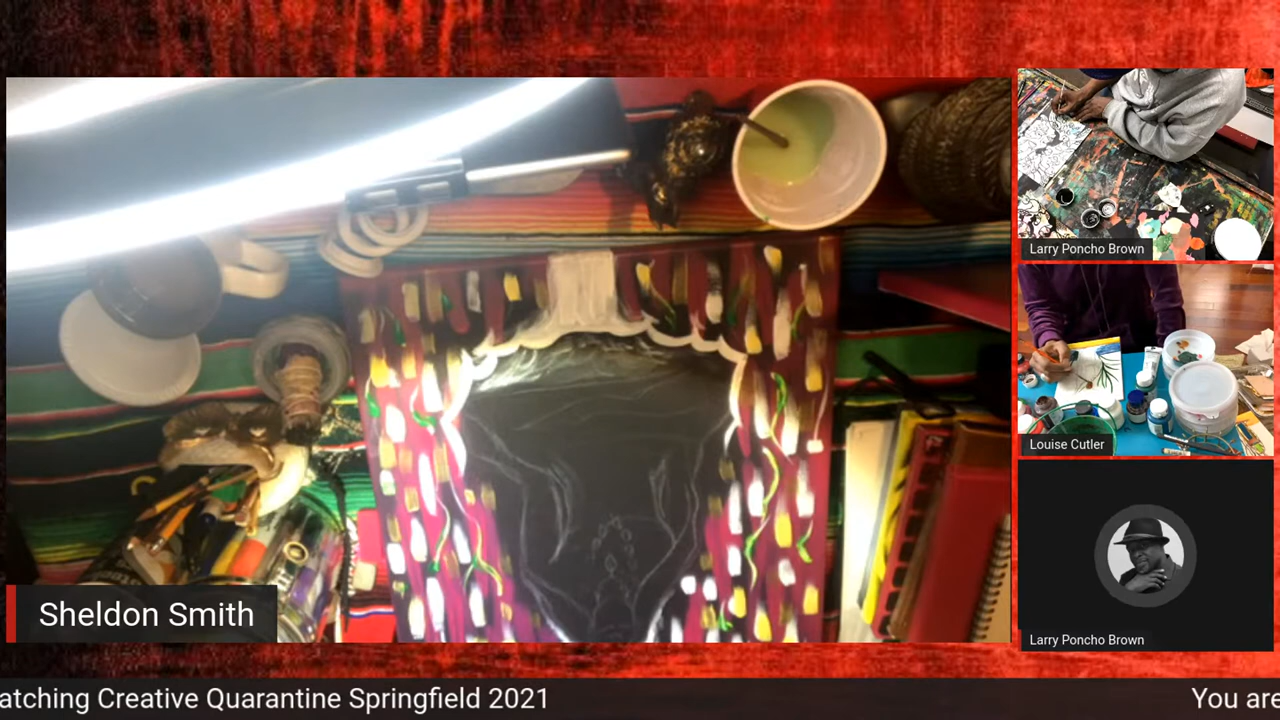 Larry Poncho Brown
Louise Cutler
Sheldon Smith
Larry Poncho Brown
atching Creative Quarantine Springfield 2021
You are